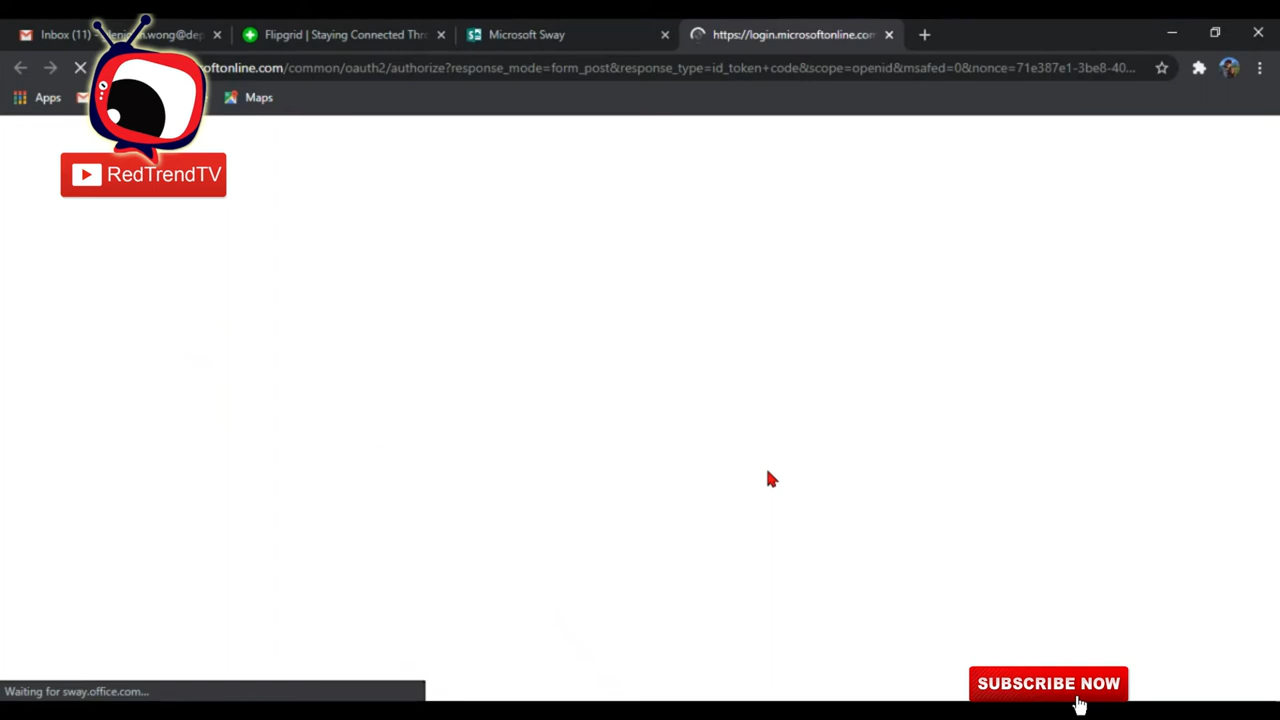 Inbox (11)
Flipgrid | Staying Connected Thr
Microsoft Sway
https://login.microsoftonline.com
oftonline.com/common/oauth2/authorize?response_mode=form_post&response_type=id_token+code&scope=openid&msafed=0&nonce=71e387e1-3be8-40...
Apps
Maps
RedTrendTV
Waiting for sway.office.com...
SUBSCRIBE NOW